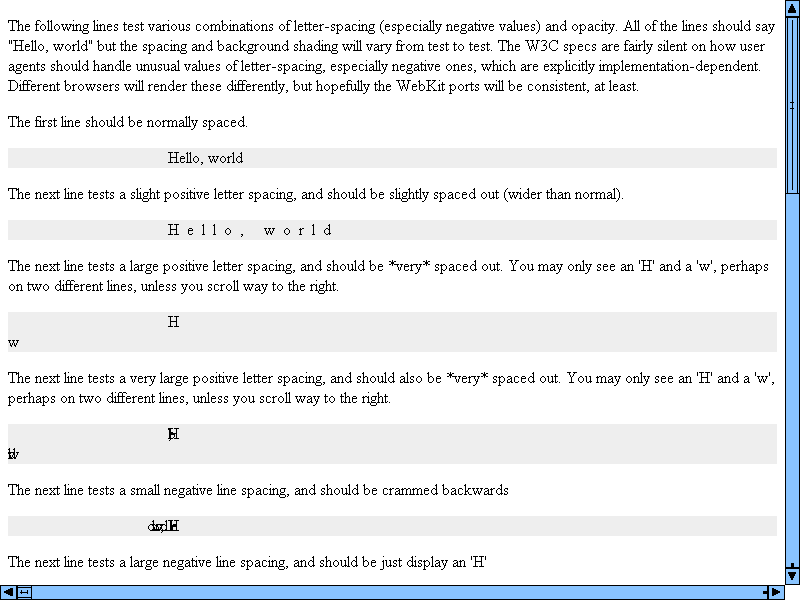 The following lines test various combinations of letter-spacing (especially negative values) and opacity. All of the lines should say
"Hello, world" but the spacing and background shading will vary from test to test. The W3C specs are fairly silent on how user
agents should handle unusual values of letter-spacing, especially negative ones, which are explicitly implementation-dependent.
Different browsers will render these differently, but hopefully the WebKit ports will be consistent, at least.
The first line should be normally spaced.
Hello, world
The next line tests a slight positive letter spacing, and should be slightly spaced out (wider than normal).
H e l l o ,  w o r l d
The next line tests a large positive letter spacing, and should be *very* spaced out. You may only see an 'H' and a 'w', perhaps
on two different lines, unless you scroll way to the right.
H
w
The next line tests a very large positive letter spacing, and should also be *very* spaced out. You may only see an 'H' and a 'w',
perhaps on two different lines, unless you scroll way to the right.
H
w
The next line tests a small negative line spacing, and should be crammed backwards
The next line tests a large negative line spacing, and should be just display an 'H'